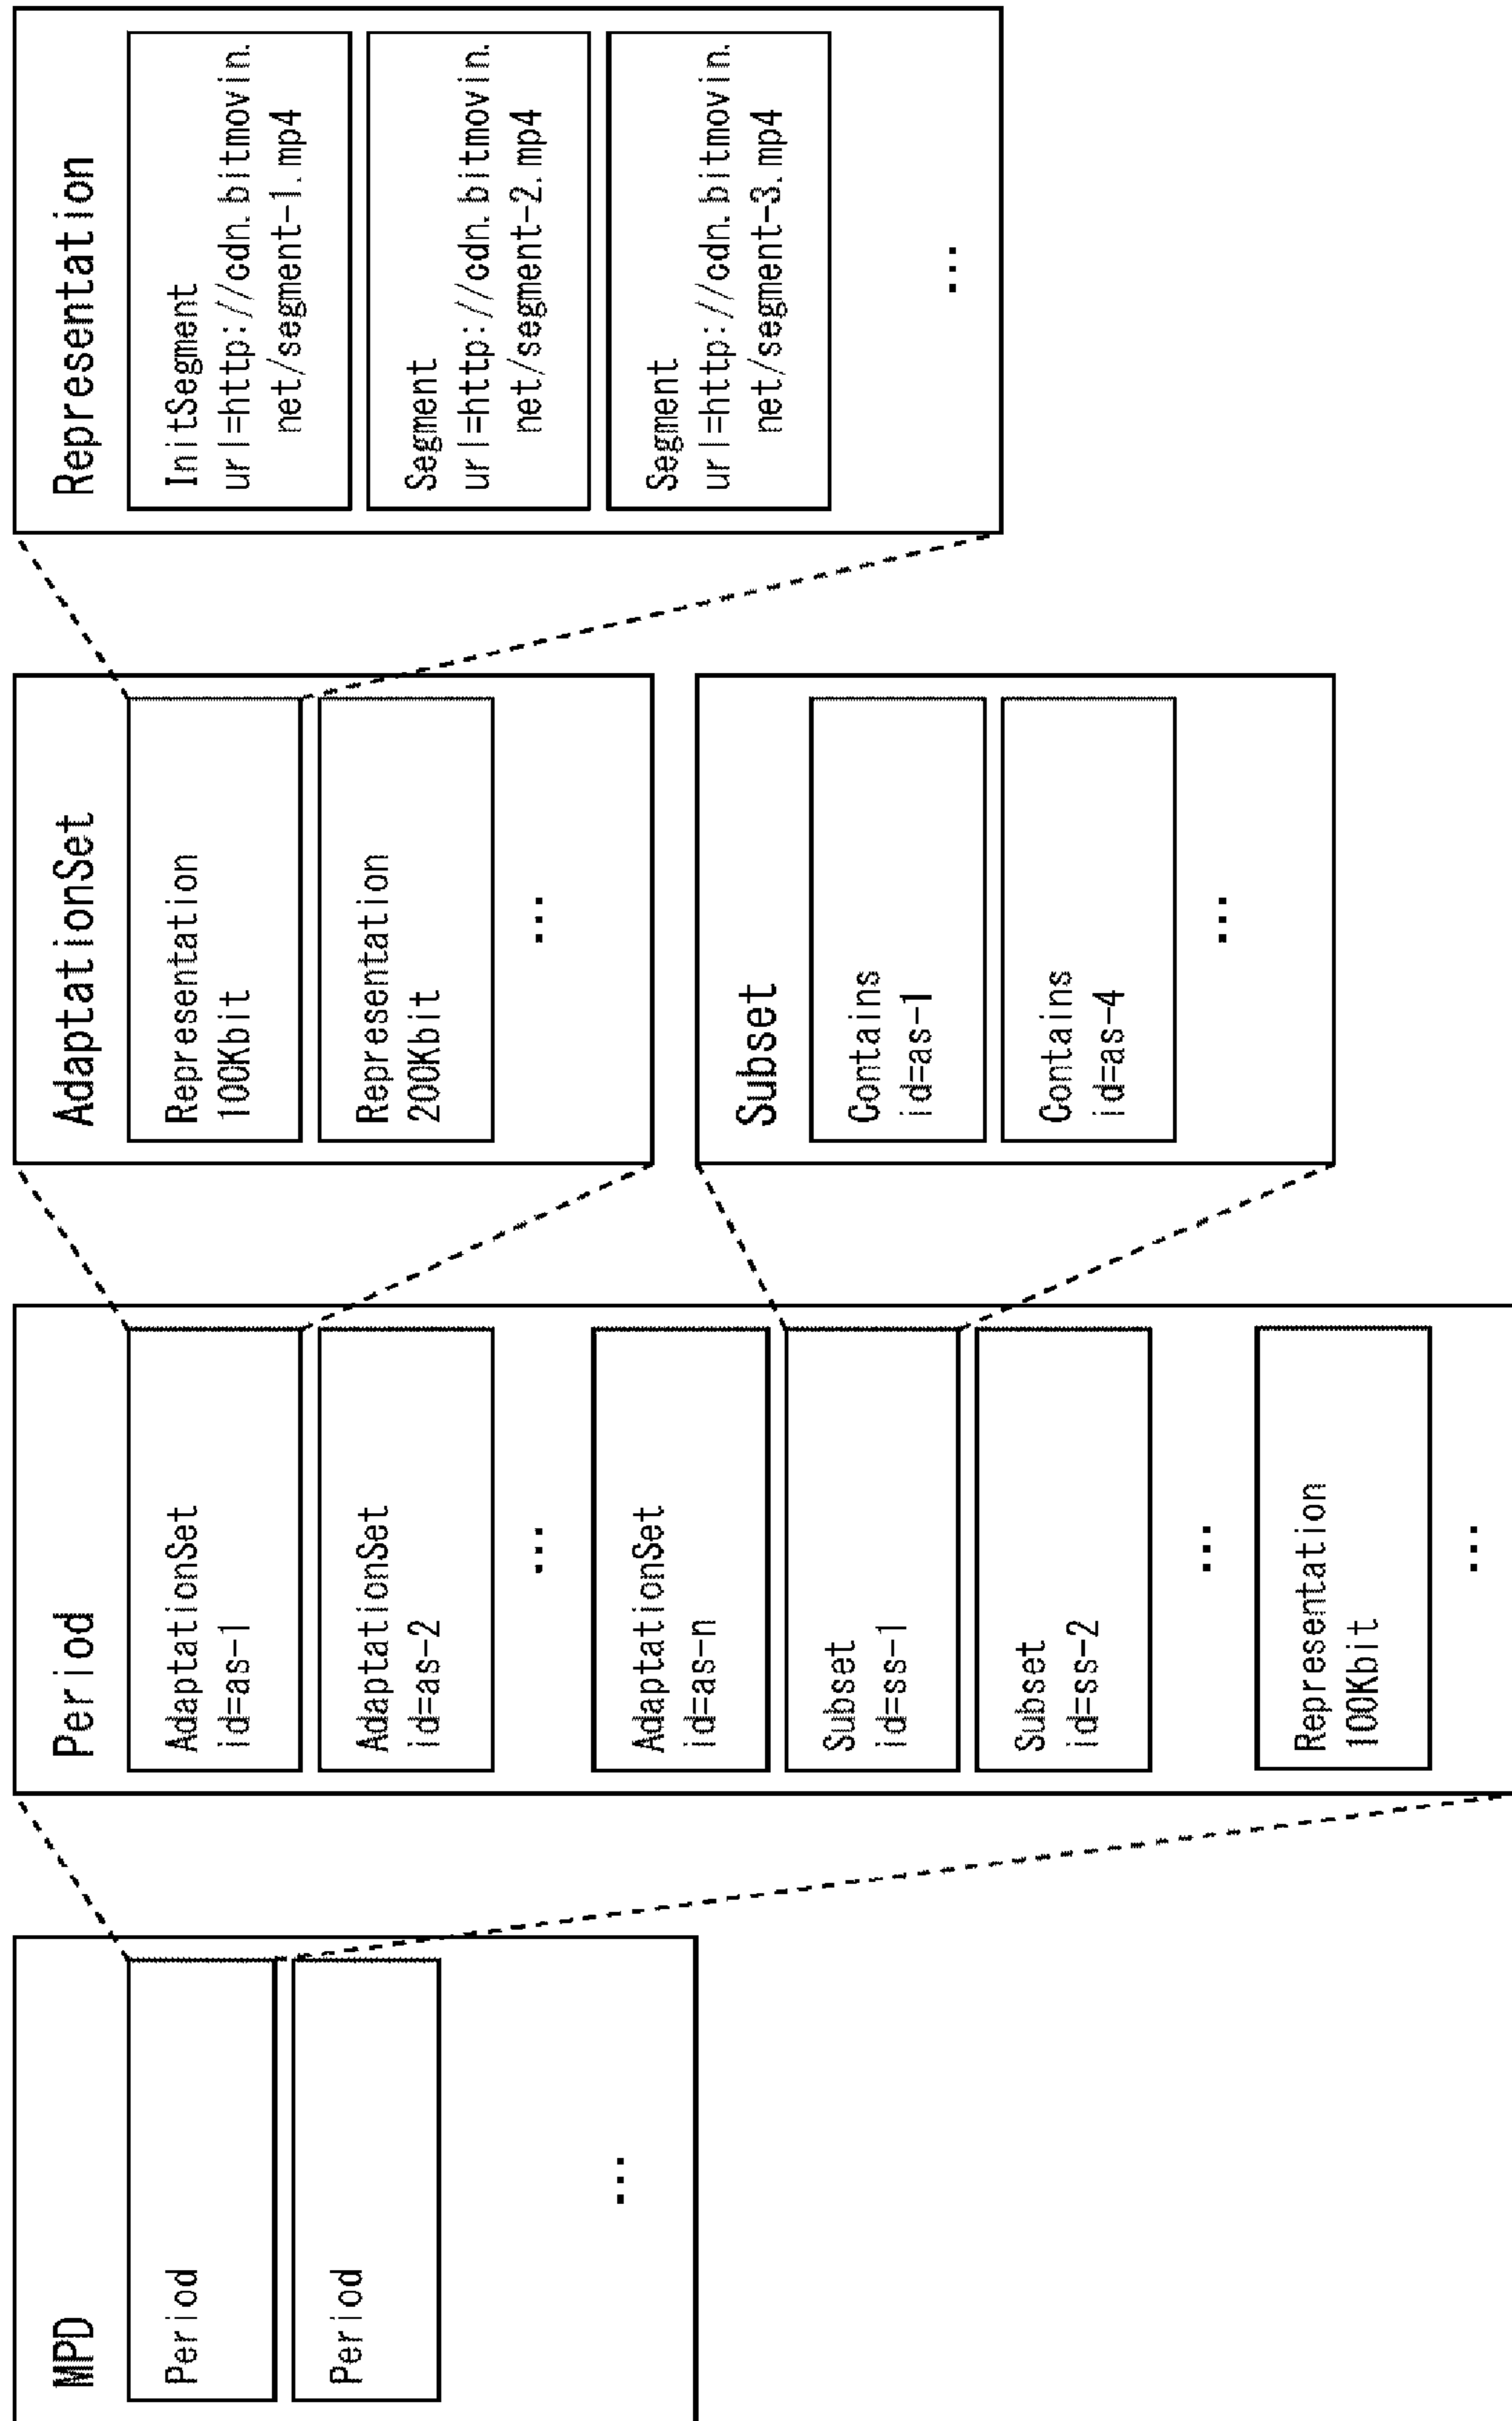 MPD
Period
Period
...
Period
AdaptationSet
id=as-1
AdaptationSet
id=as-2
...
AdaptationSet
id=as-n
Subset
id=ss-1
Subset
id=ss-2
...
Representation
100Kbit
...
AdaptationSet
Representation
100Kbit
Representation
200Kbit
...
Subset
Contains
id=as-1
Contains
id=as-4
...
Representation
InitSegment
url=http://cdn.bitmovin.
net/segment-1.mp4
Segment
url=http://cdn.bitmovin.
net/segment-2.mp4
Segment
url=http://cdn.bitmovin.
net/segment-3.mp4
...